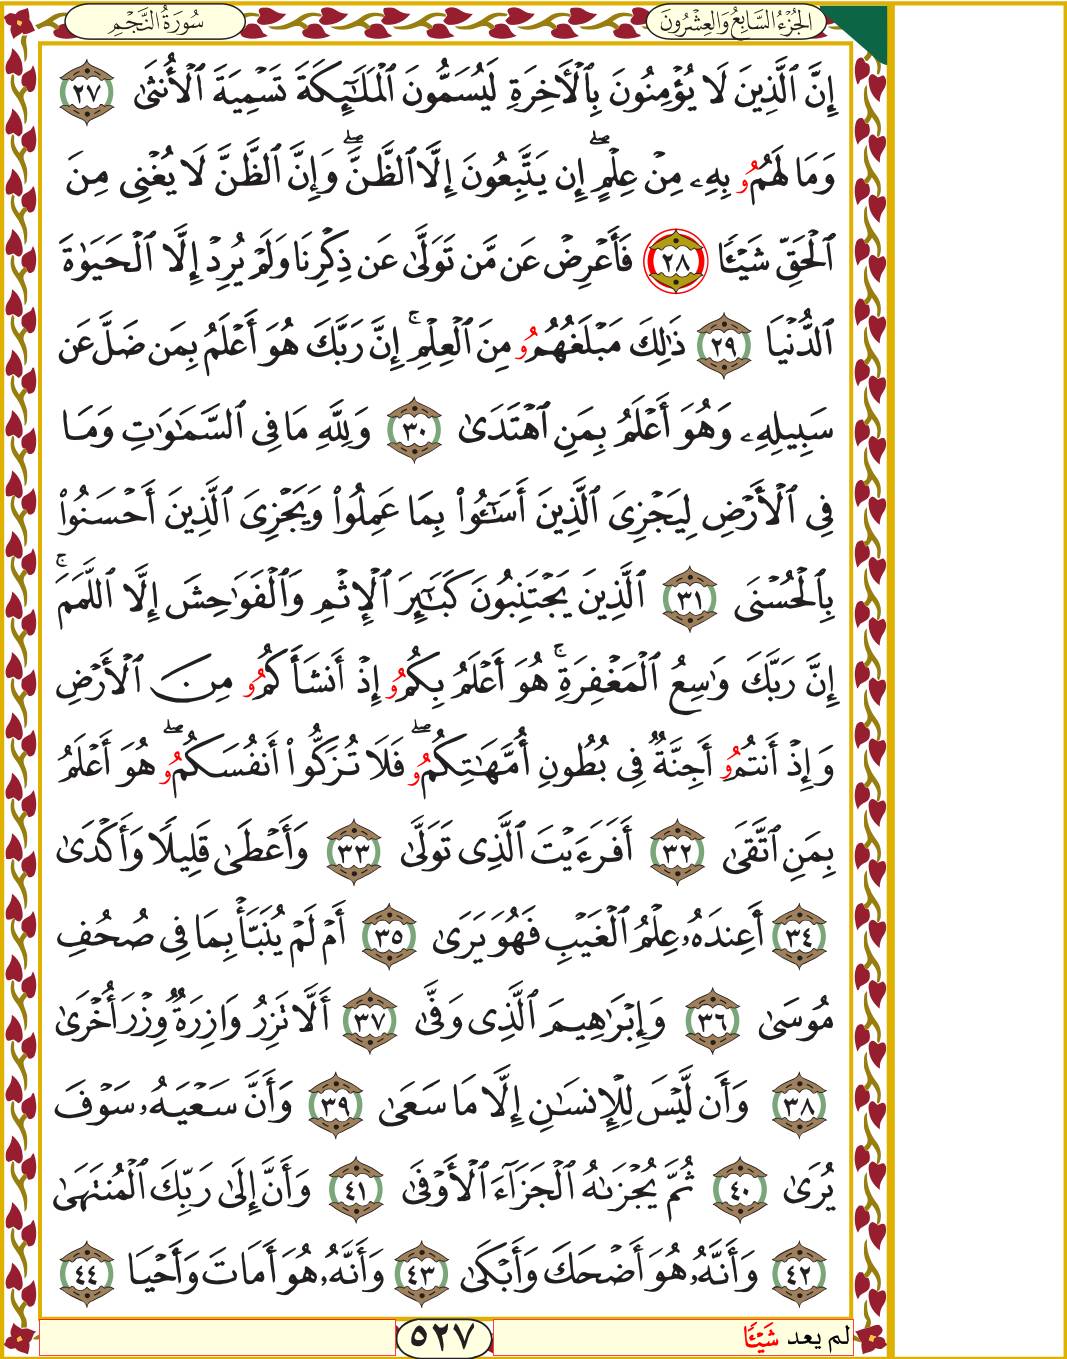 سُورَةُ النَّجْمِ
الجُزْءُ السَّابِعُ وَالعِشْرُونَ
إِنَّ ٱلَّذِينَ لَا يُؤْمِنُونَ بِٱلْأَخِرَةِ لَيُسَمُّونَ ٱلْمَلَٰٓئِكَةَ تَسْمِيَةَ ٱلْأُنثَىٰ ٢٧
وَمَا لَهُمُۥ بِهِۦ مِنْ عِلْمٍ ۖ إِن يَتَّبِعُونَ إِلَّا ٱلظَّنَّ ۖ وَإِنَّ ٱلظَّنَّ لَا يُغْنِى مِنَ
ٱلْحَقِّ شَيْـًٔا ٢٨ فَأَعْرِضْ عَن مَّن تَوَلَّىٰ عَن ذِكْرِنَا وَلَمْ يُرِدْ إِلَّا ٱلْحَيَوٰةَ
ٱلدُّنْيَا ٢٩ ذَٰلِكَ مَبْلَغُهُمُۥ مِنَ ٱلْعِلْمِ ۚ إِنَّ رَبَّكَ هُوَ أَعْلَمُ بِمَن ضَلَّ عَن
سَبِيلِهِۦ وَهُوَ أَعْلَمُ بِمَنِ ٱهْتَدَىٰ ٣٠ وَلِلَّهِ مَا فِى ٱلسَّمَٰوَٰتِ وَمَا
فِى ٱلْأَرْضِ لِيَجْزِىَ ٱلَّذِينَ أَسَٰٓـُٔوا۟ بِمَا عَمِلُوا۟ وَيَجْزِىَ ٱلَّذِينَ أَحْسَنُوا۟
بِٱلْحُسْنَى ٣١ ٱلَّذِينَ يَجْتَنِبُونَ كَبَٰٓئِرَ ٱلْإِثْمِ وَٱلْفَوَٰحِشَ إِلَّا ٱللَّمَمَ ۚ
إِنَّ رَبَّكَ وَٰسِعُ ٱلْمَغْفِرَةِ ۚ هُوَ أَعْلَمُ بِكُمُۥ إِذْ أَنشَأَكُمُۥ مِنَ ٱلْأَرْضِ
وَإِذْ أَنتُمُۥ أَجِنَّةٌ فِى بُطُونِ أُمَّهَٰتِكُمُۥ ۖ فَلَا تُزَكُّوٓا۟ أَنفُسَكُمُۥ ۖ هُوَ أَعْلَمُ
بِمَنِ ٱتَّقَىٰ ٣٢ أَفَرَءَيْتَ ٱلَّذِى تَوَلَّىٰ ٣٣ وَأَعْطَىٰ قَلِيلًا وَأَكْدَىٰ
٣٤ أَعِندَهُۥ عِلْمُ ٱلْغَيْبِ فَهُوَ يَرَىٰ ٣٥ أَمْ لَمْ يُنَبَّأْ بِمَا فِى صُحُفِ
مُوسَىٰ ٣٦ وَإِبْرَٰهِيمَ ٱلَّذِى وَفَّىٰ ٣٧ أَلَّا تَزِرُ وَازِرَةٌ وِزْرَ أُخْرَىٰ
٣٨ وَأَن لَّيْسَ لِلْإِنسَٰنِ إِلَّا مَا سَعَىٰ ٣٩ وَأَنَّ سَعْيَهُۥ سَوْفَ
يُرَىٰ ٤٠ ثُمَّ يُجْزَىٰهُ ٱلْجَزَآءَ ٱلْأَوْفَىٰ ٤١ وَأَنَّ إِلَىٰ رَبِّكَ ٱلْمُنتَهَىٰ
٤٢ وَأَنَّهُۥ هُوَ أَضْحَكَ وَأَبْكَىٰ ٤٣ وَأَنَّهُۥ هُوَ أَمَاتَ وَأَحْيَا ٤٤
لم يعد شَيْـًٔا
٥٢٧